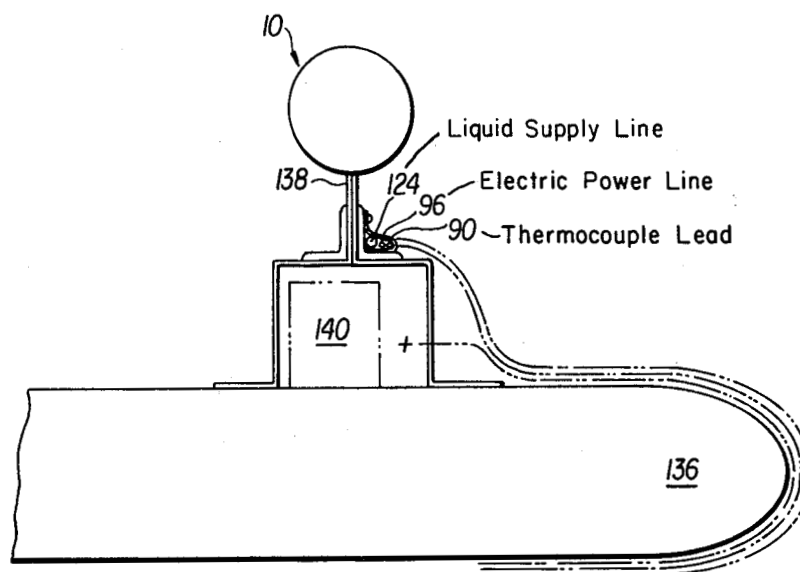 10
Liquid Supply Line
138
124
Electric Power Line
96
90
Thermocouple Lead
140
+
136